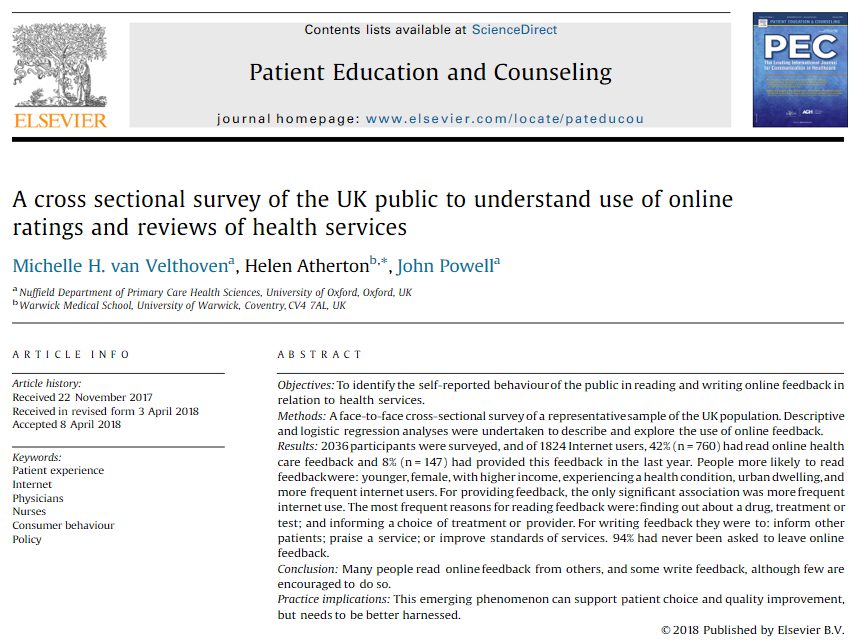 Contents lists available at ScienceDirect
Patient Education and Counseling
journal homepage: www.elsevier.com/locate/pateducou
ELSEVIER
PEC
A cross sectional survey of the UK public to understand use of online
ratings and reviews of health services
Michelle H. van Velthovenᵃ, Helen Athertonᵇ,*, John Powellᵃ
ᵃ Nuffield Department of Primary Care Health Sciences, University of Oxford, Oxford, UK
ᵇ Warwick Medical School, University of Warwick, Coventry, CV4 7AL, UK
ARTICLE INFO
Article history:
Received 22 November 2017
Received in revised form 3 April 2018
Accepted 8 April 2018
Keywords:
Patient experience
Internet
Physicians
Nurses
Consumer behaviour
Policy
ABSTRACT
Objectives: To identify the self-reported behaviour of the public in reading and writing online feedback in
relation to health services.
Methods: A face-to-face cross-sectional survey of a representative sample of the UK population. Descriptive
and logistic regression analyses were undertaken to describe and explore the use of online feedback.
Results: 2036 participants were surveyed, and of 1824 Internet users, 42% (n = 760) had read online health
care feedback and 8% (n = 147) had provided this feedback in the last year. People more likely to read
feedback were: younger, female, with higher income, experiencing a health condition, urban dwelling, and
more frequent internet users. For providing feedback, the only significant association was more frequent
internet use. The most frequent reasons for reading feedback were: finding out about a drug, treatment or
test; and informing a choice of treatment or provider. For writing feedback they were to: inform other
patients; praise a service; or improve standards of services. 94% had never been asked to leave online
feedback.
Conclusion: Many people read online feedback from others, and some write feedback, although few are
encouraged to do so.
Practice implications: This emerging phenomenon can support patient choice and quality improvement,
but needs to be better harnessed.
© 2018 Published by Elsevier B.V.